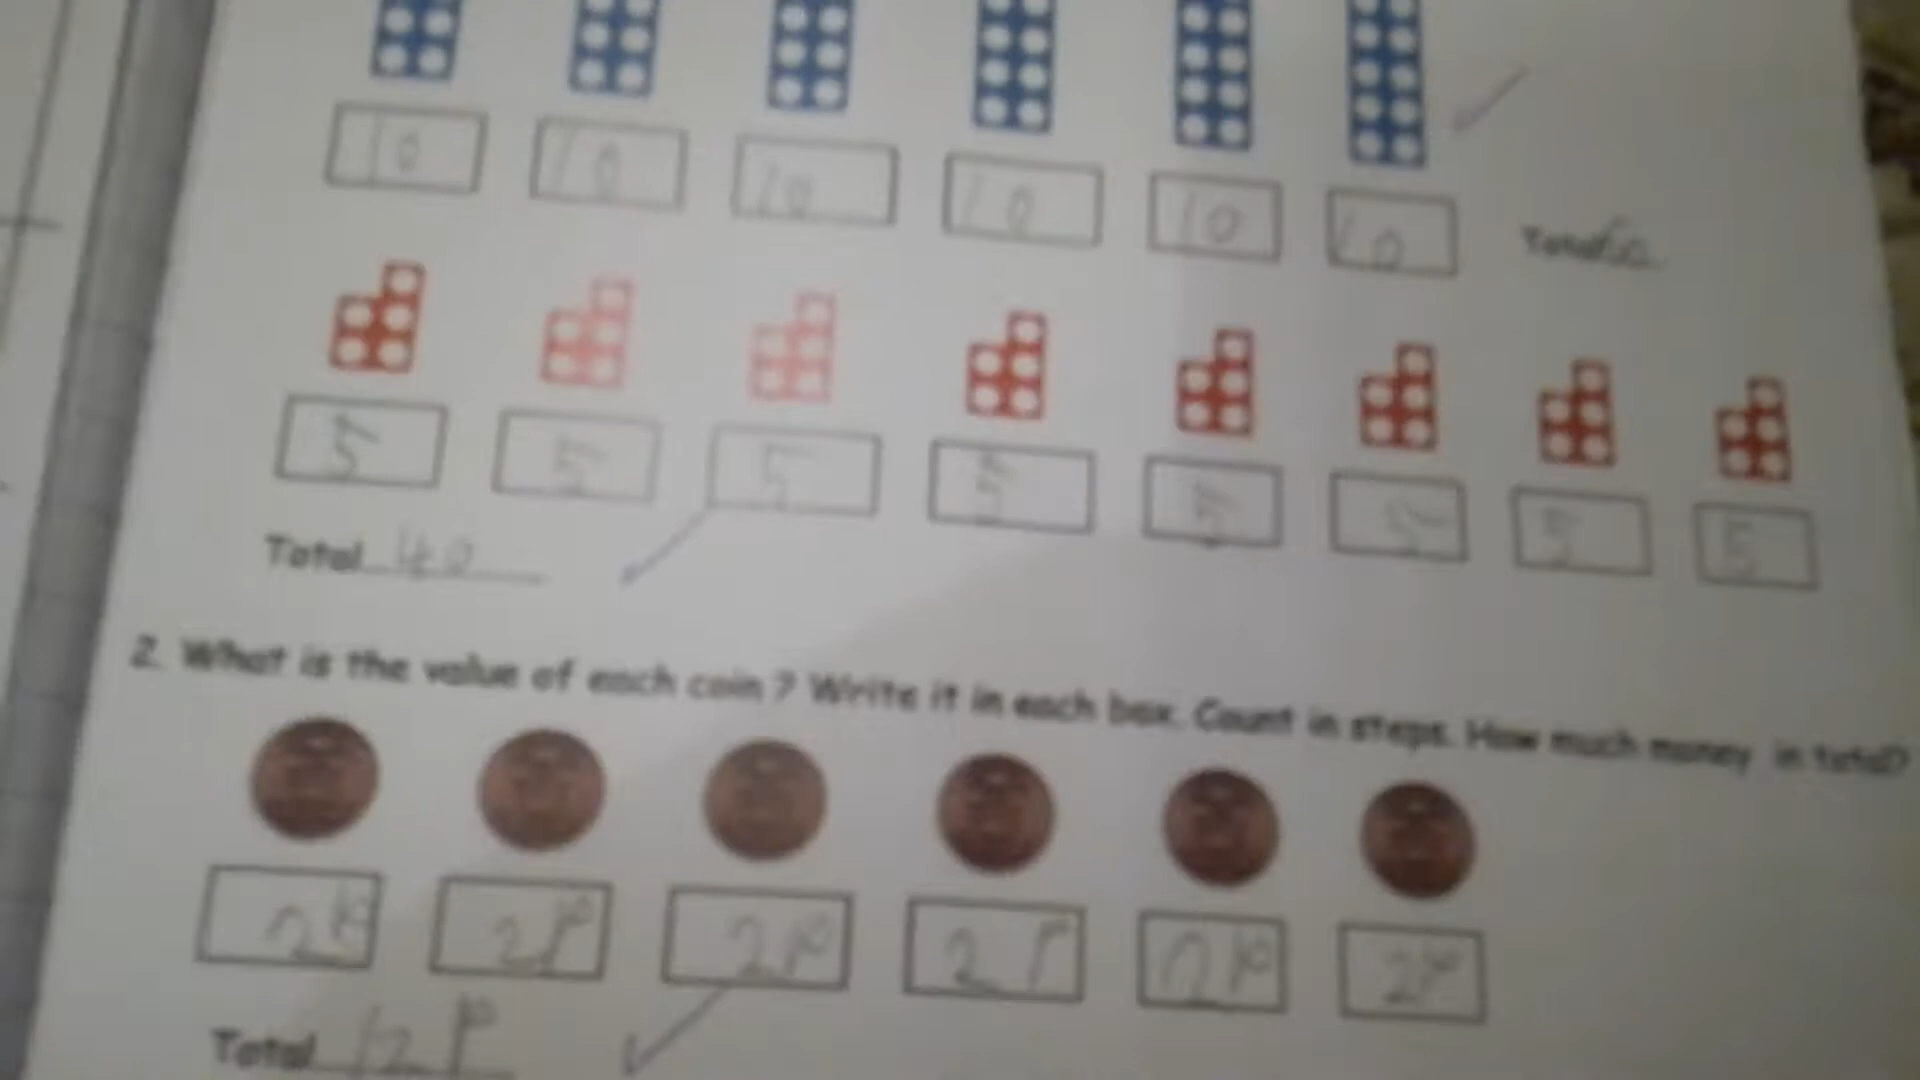 10 10 10 10 10 10
Total 60
5 5 5 5 5 5 5 5
Total 40
2. What is the value of each coin? Write it in each box. Count in steps. How much money in total?
2p 2p 2p 2p 2p 2p
Total 12p